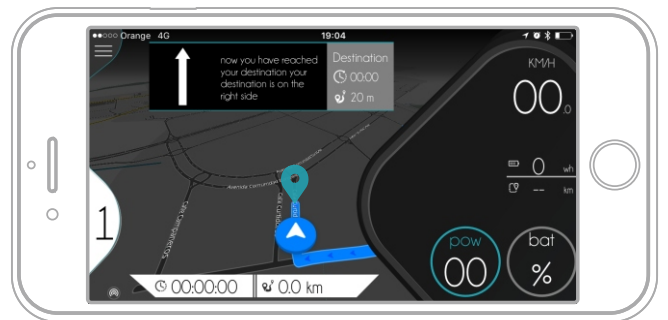 Orange 4G 19:04
now you have reached
your destination your
destination is on the
right side
Destination
00:00
20 m
KM/H
00.0
0 wh
-- km
1
pow
00
bat
%
00:00:00
0.0 km